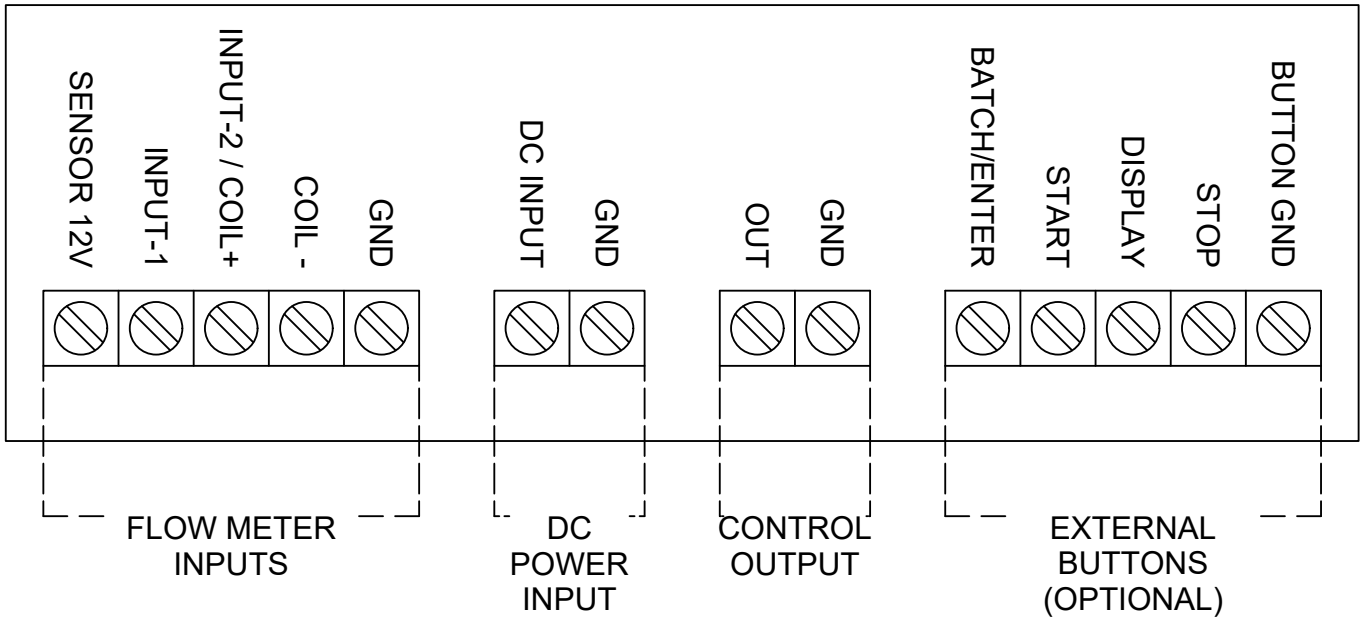 SENSOR 12V
INPUT-1
INPUT-2 / COIL+
COIL -
GND
DC INPUT
GND
OUT
GND
BATCH/ENTER
START
DISPLAY
STOP
BUTTON GND
FLOW METER
INPUTS
DC
POWER
INPUT
CONTROL
OUTPUT
EXTERNAL
BUTTONS
(OPTIONAL)